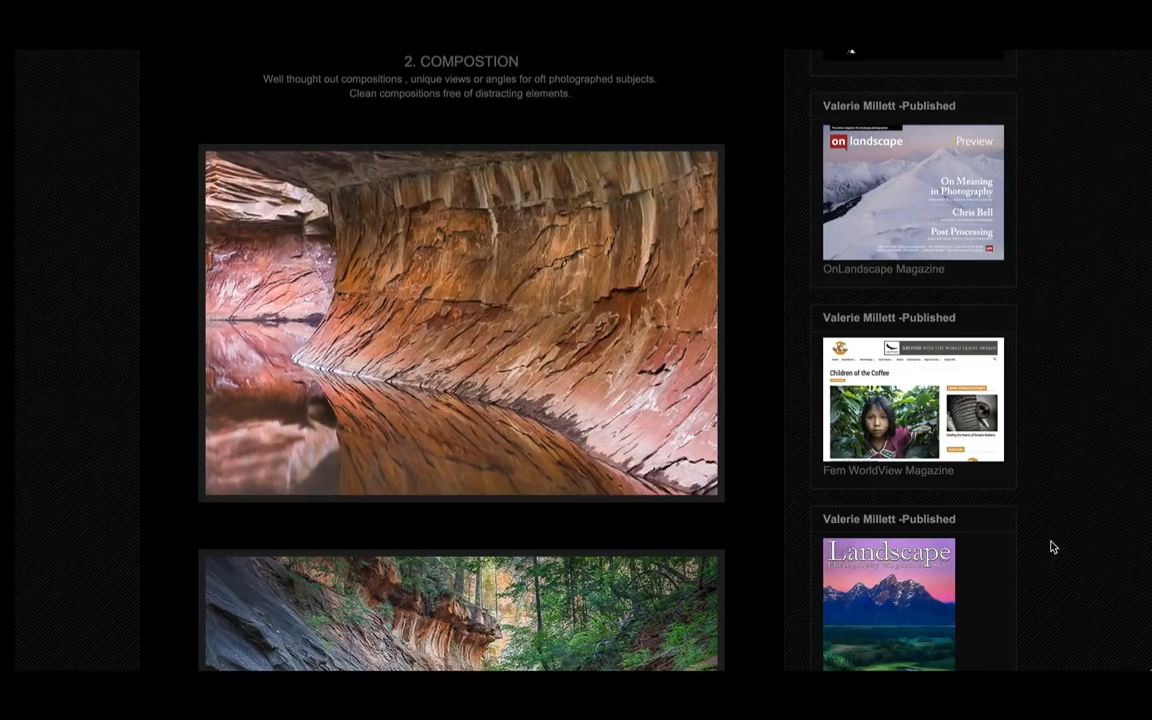 2. COMPOSTION
Well thought out compositions , unique views or angles for oft photographed subjects.
Clean compositions free of distracting elements.
Valerie Millett -Published
on landscape
Preview
On Meaning
in Photography
Chris Bell
Post Processing
on
OnLandscape Magazine
Valerie Millett -Published
Children of the Coffee
Fem WorldView Magazine
Valerie Millett -Published
Landscape